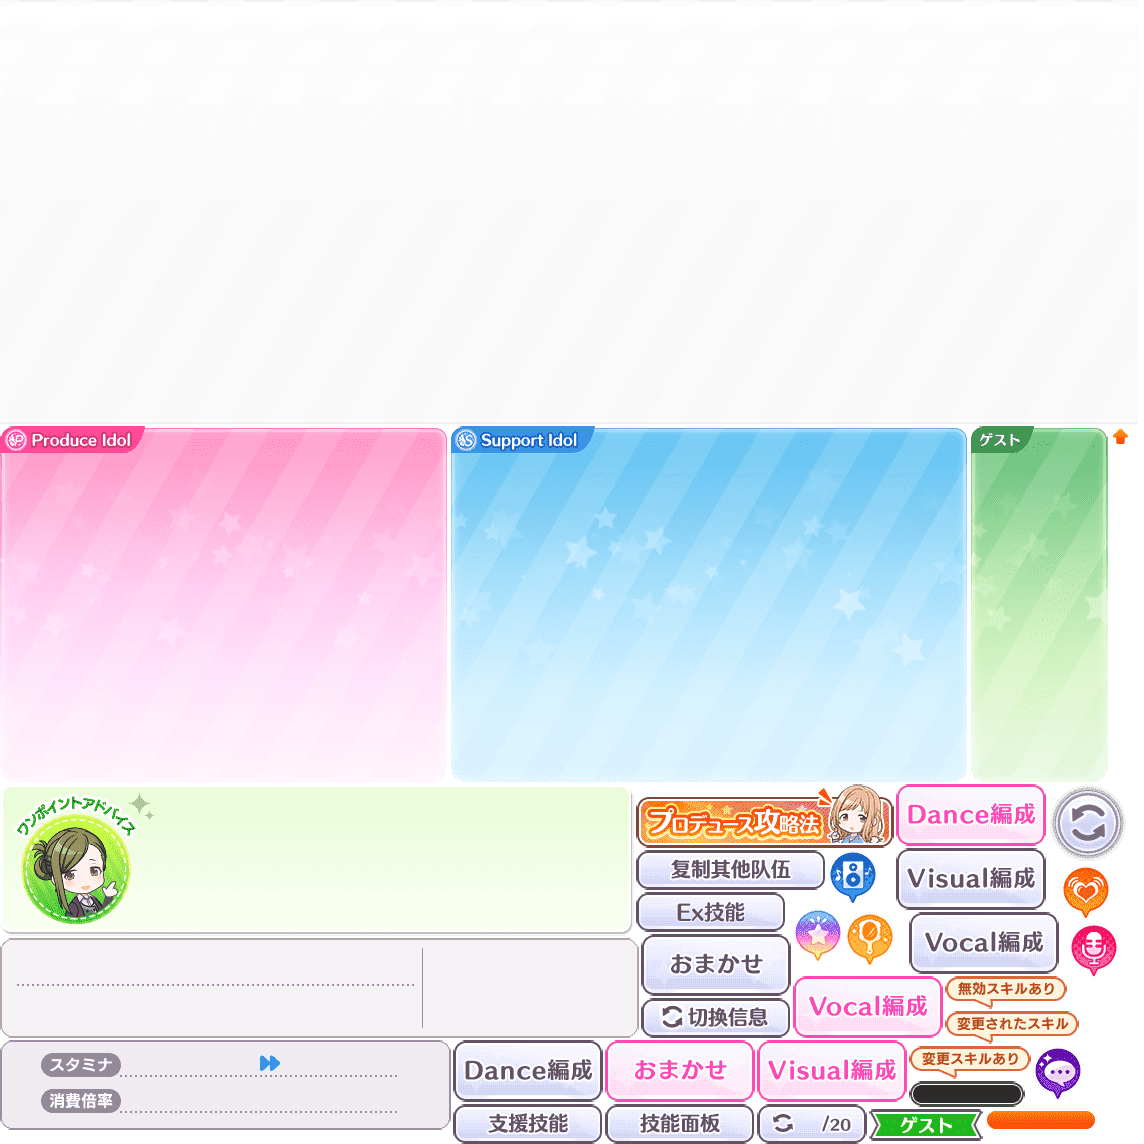 Produce Idol
Support Idol
ゲスト
ワンポイントアドバイス
プロデュース攻略法
Dance編成
复制其他队伍
Visual編成
Ex技能
Vocal編成
おまかせ
Vocal編成
無効スキルあり
切换信息
変更されたスキル
スタミナ
Dance編成
おまかせ
Visual編成
変更スキルあり
消費倍率
支援技能
技能面板
/20
ゲスト